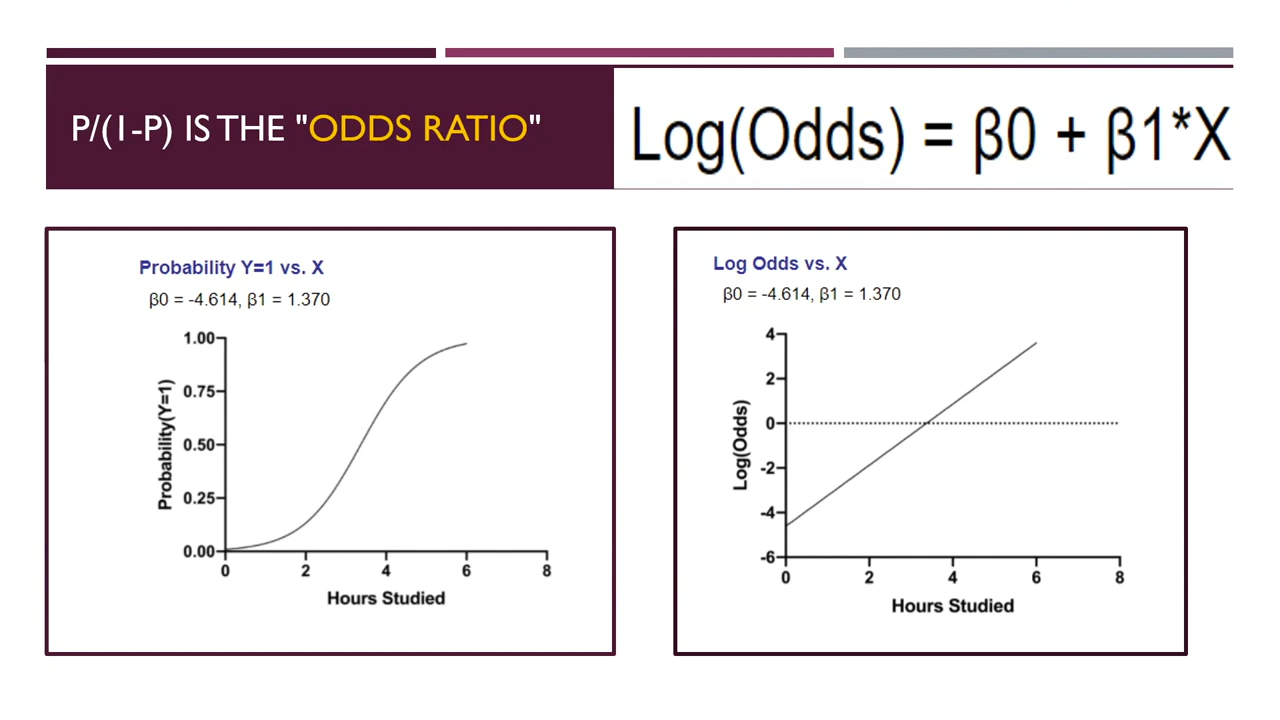 P/(1-P) IS THE "ODDS RATIO"
Log(Odds) = β0 + β1*X
Probability Y=1 vs. X
β0 = -4.614, β1 = 1.370
1.00
0.75
0.50
0.25
0.00
Probability(Y=1)
0 2 4 6 8
Hours Studied
Log Odds vs. X
β0 = -4.614, β1 = 1.370
4
2
0
-2
-4
-6
Log(Odds)
0 2 4 6 8
Hours Studied